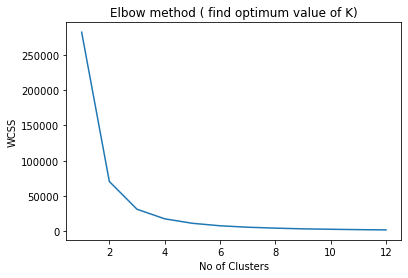 Elbow method ( find optimum value of K)
250000
200000
150000
100000
50000
0
WCSS
2 4 6 8 10 12
No of Clusters